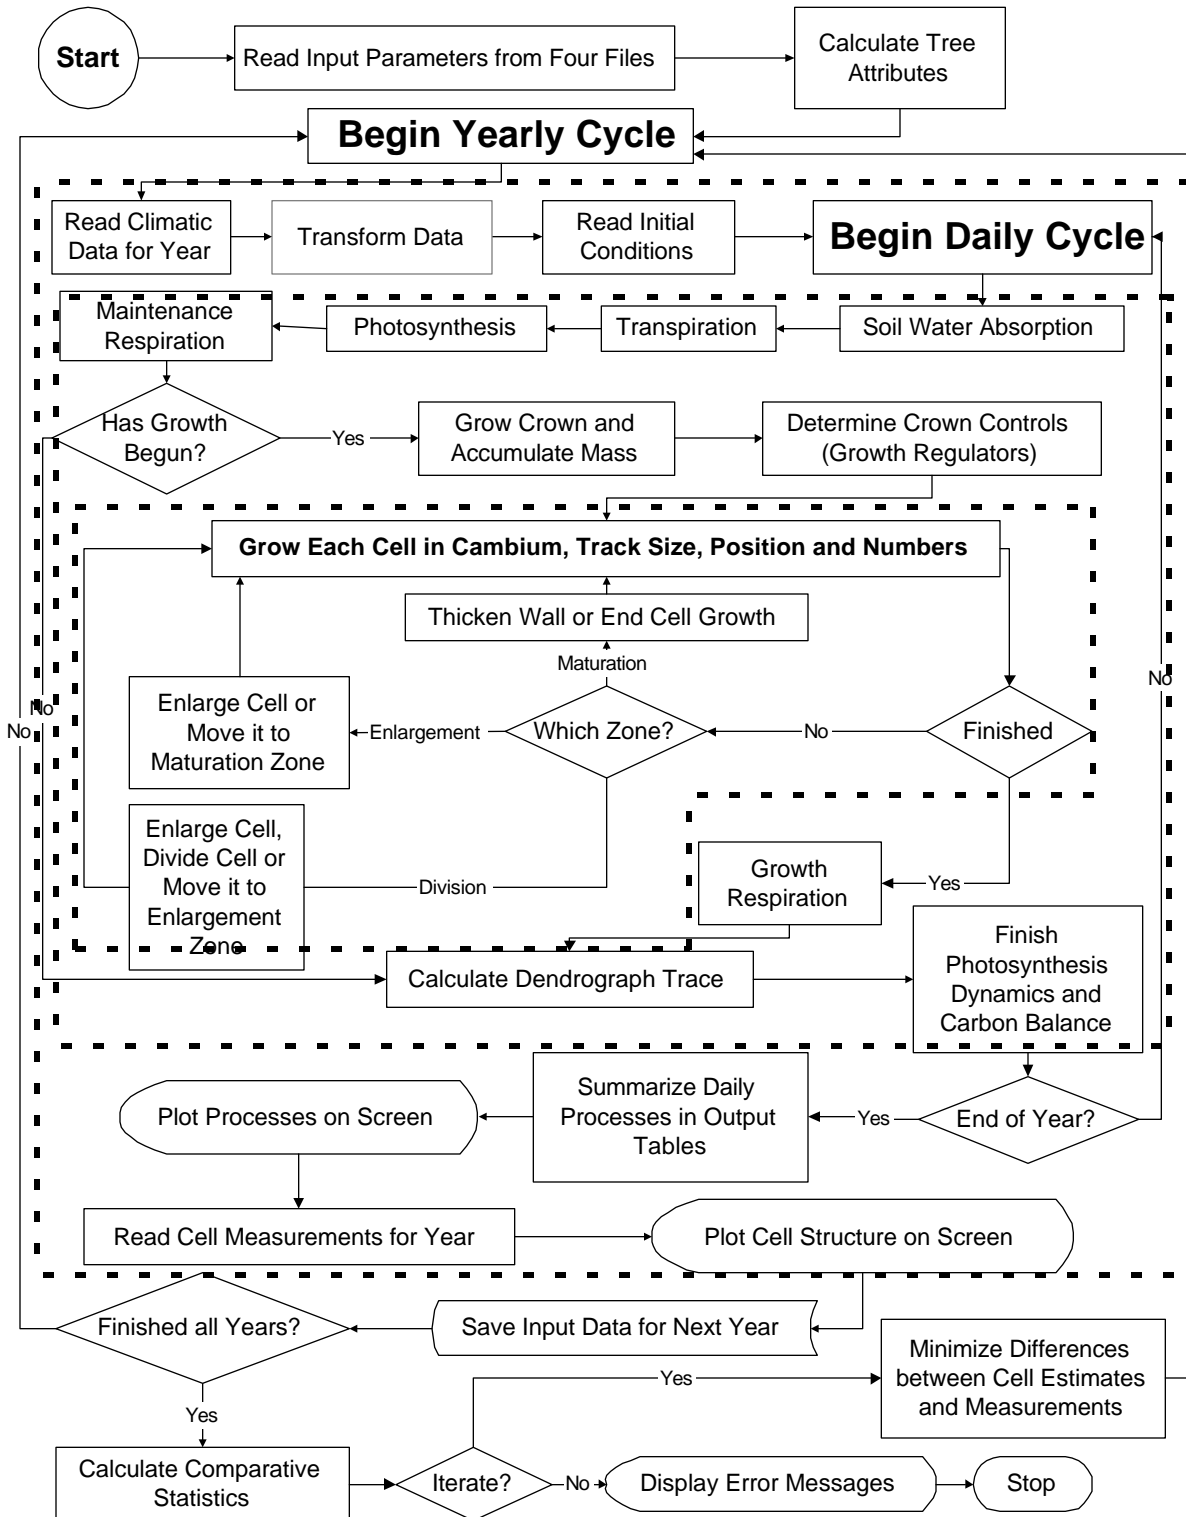 Start
Read Input Parameters from Four Files
Calculate Tree
Attributes
Begin Yearly Cycle
Read Climatic
Data for Year
Transform Data
Read Initial
Conditions
Begin Daily Cycle
Maintenance
Respiration
Photosynthesis
Transpiration
Soil Water Absorption
Has Growth
Begun?
Yes
Grow Crown and
Accumulate Mass
Determine Crown Controls
(Growth Regulators)
Grow Each Cell in Cambium, Track Size, Position and Numbers
Thicken Wall or End Cell Growth
Maturation
Enlarge Cell or
Move it to
Maturation Zone
Enlargement
Which Zone?
No
Finished
No
No
No
Enlarge Cell,
Divide Cell or
Move it to
Enlargement
Zone
Division
Growth
Respiration
Yes
Calculate Dendrograph Trace
Finish
Photosynthesis
Dynamics and
Carbon Balance
Plot Processes on Screen
Summarize Daily
Processes in Output
Tables
Yes
End of Year?
Read Cell Measurements for Year
Plot Cell Structure on Screen
Finished all Years?
Save Input Data for Next Year
Minimize Differences
between Cell Estimates
and Measurements
Yes
Yes
Calculate Comparative
Statistics
Iterate?
No
Display Error Messages
Stop